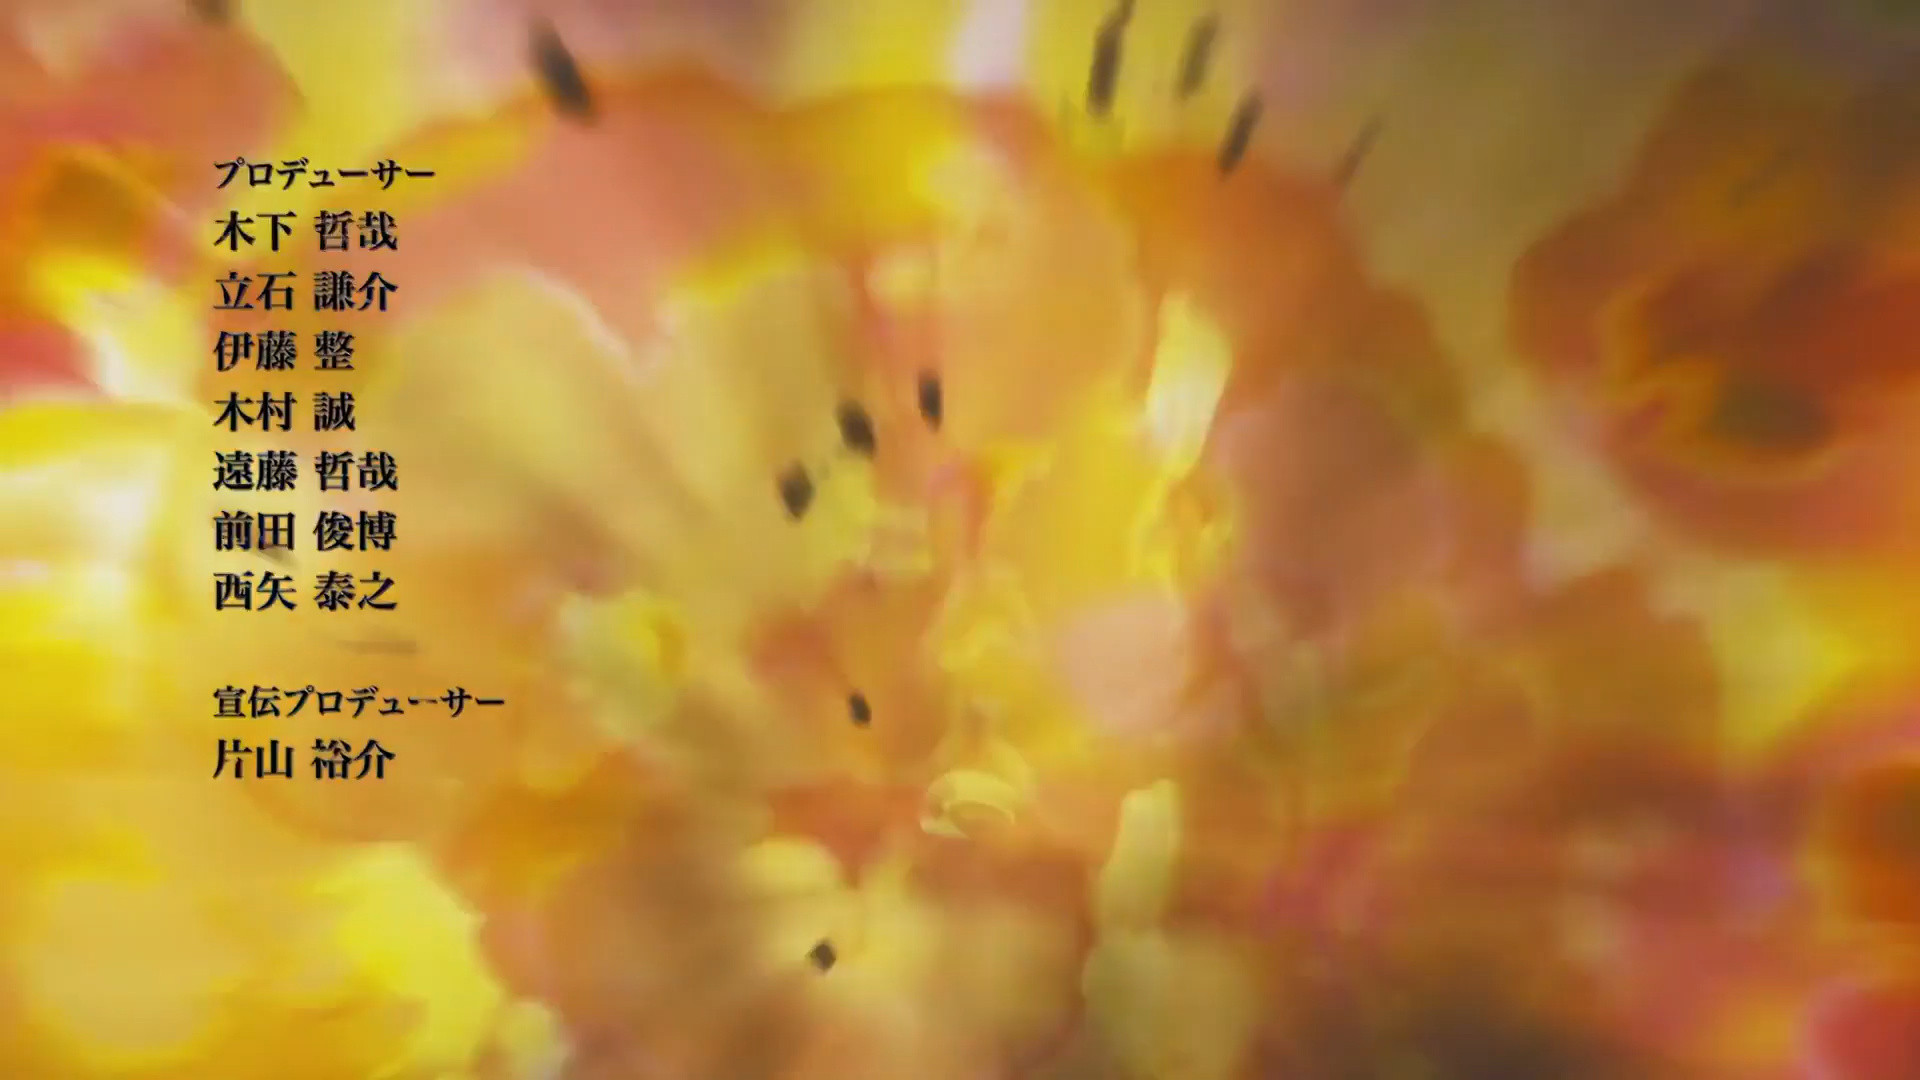 プロデューサー
木下 哲哉
立石 謙介
伊藤 整
木村 誠
遠藤 哲哉
前田 俊博
西矢 泰之
宣伝プロデューサー
片山 裕介